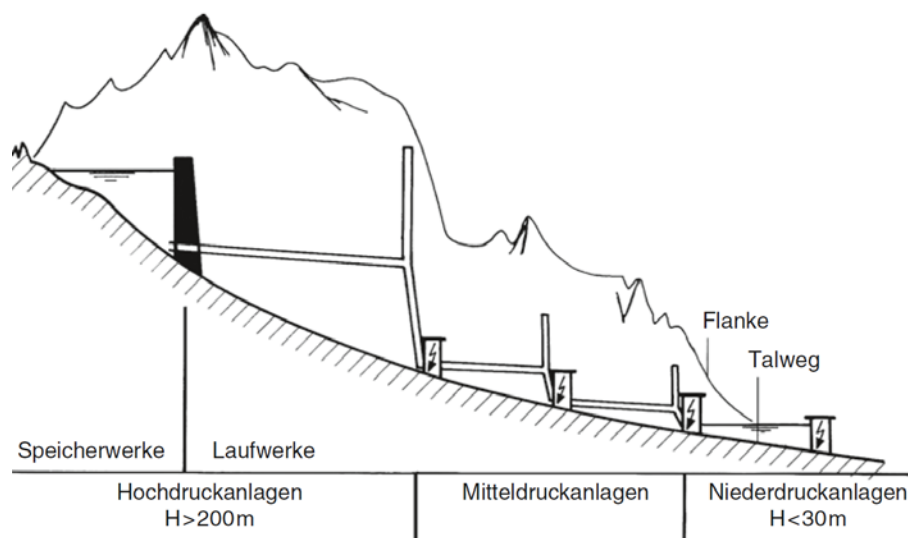 Flanke
Talweg
Speicherwerke
Laufwerke
Hochdruckanlagen
H>200m
Mitteldruckanlagen
Niederdruckanlagen
H<30m